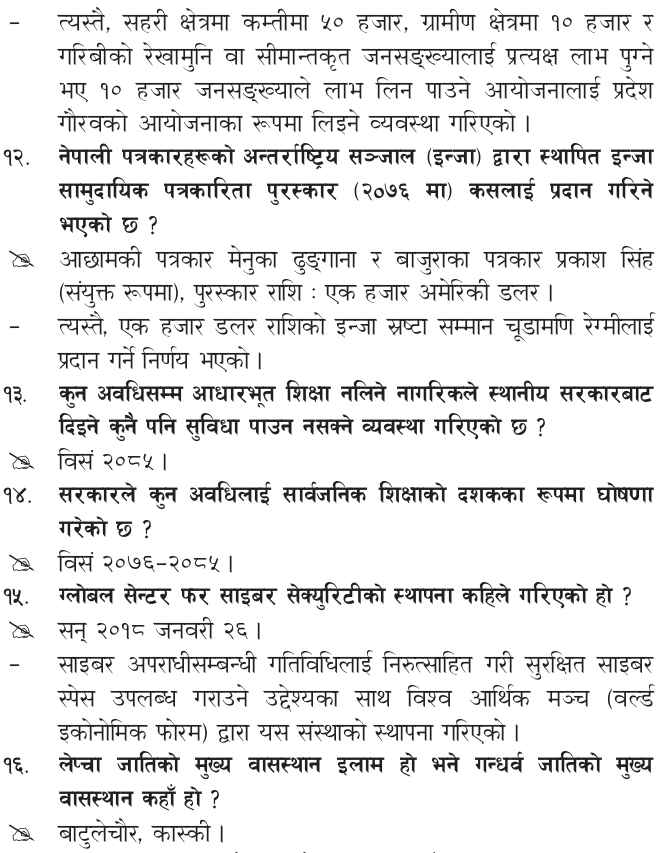 – त्यस्तै, सहरी क्षेत्रमा कम्तीमा ५० हजार, ग्रामीण क्षेत्रमा १० हजार र
गरिबीको रेखामुनि वा सीमान्तकृत जनसङ्ख्यालाई प्रत्यक्ष लाभ पुग्ने
भए १० हजार जनसङ्ख्याले लाभ लिन पाउने आयोजनालाई प्रदेश
गौरवको आयोजनाका रूपमा लिइने व्यवस्था गरिएको ।
१२. नेपाली पत्रकारहरूको अन्तर्राष्ट्रिय सञ्जाल (इन्जा) द्वारा स्थापित इन्जा
सामुदायिक पत्रकारिता पुरस्कार (२०७६ मा) कसलाई प्रदान गरिने
भएको छ ?
आछामकी पत्रकार मेनुका ढुङ्गाना र बाजुराका पत्रकार प्रकाश सिंह
(संयुक्त रूपमा), पुरस्कार राशि : एक हजार अमेरिकी डलर ।
– त्यस्तै, एक हजार डलर राशिको इन्जा स्रष्टा सम्मान चूडामणि रेग्मीलाई
प्रदान गर्ने निर्णय भएको ।
१३. कुन अवधिसम्म आधारभूत शिक्षा नलिने नागरिकले स्थानीय सरकारबाट
दिइने कुनै पनि सुविधा पाउन नसक्ने व्यवस्था गरिएको छ ?
विसं २०८५ ।
१४. सरकारले कुन अवधिलाई सार्वजनिक शिक्षाको दशकका रूपमा घोषणा
गरेको छ ?
विसं २०७६-२०८५ ।
१५. ग्लोबल सेन्टर फर साइबर सेक्युरिटीको स्थापना कहिले गरिएको हो ?
सन् २०१८ जनवरी २६ ।
– साइबर अपराधीसम्बन्धी गतिविधिलाई निरुत्साहित गरी सुरक्षित साइबर
स्पेस उपलब्ध गराउने उद्देश्यका साथ विश्व आर्थिक मञ्च (वर्ल्ड
इकोनोमिक फोरम) द्वारा यस संस्थाको स्थापना गरिएको ।
१६. लेप्चा जातिको मुख्य वासस्थान इलाम हो भने गन्धर्व जातिको मुख्य
वासस्थान कहाँ हो ?
बाटुलेचौर, कास्की ।